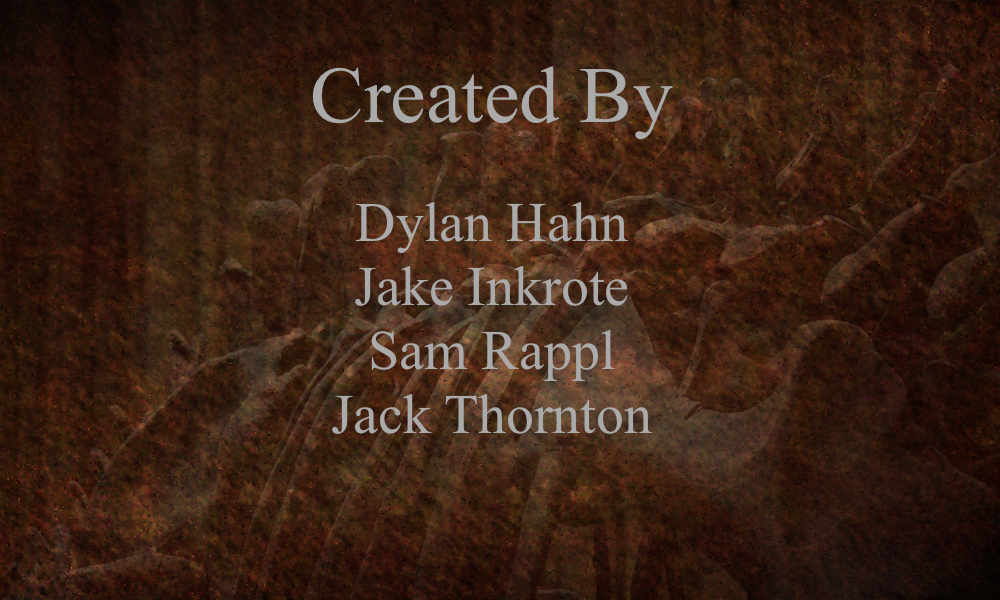 Created By
Dylan Hahn
Jake Inkrote
Sam Rappl
Jack Thornton